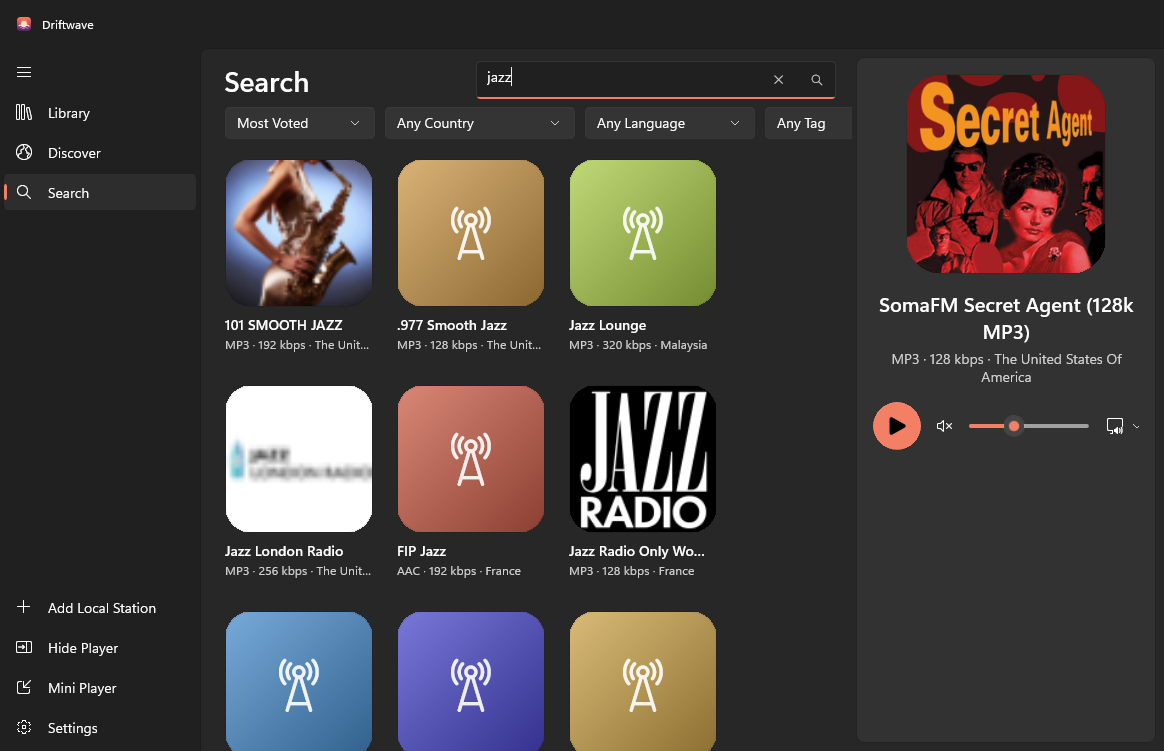 Driftwave
Library
Discover
Search
Add Local Station
Hide Player
Mini Player
Settings
Search
jazz
Most Voted
Any Country
Any Language
Any Tag
101 SMOOTH JAZZ
MP3 · 192 kbps · The Unit...
.977 Smooth Jazz
MP3 · 128 kbps · The Unit...
Jazz Lounge
MP3 · 320 kbps · Malaysia
JAZZ
LONDON RADIO
Jazz London Radio
MP3 · 256 kbps · The Unit...
FIP Jazz
AAC · 192 kbps · France
JAZZ
RADIO
Jazz Radio Only Wo...
MP3 · 128 kbps · France
Secret Agent
SomaFM Secret Agent (128k
MP3)
MP3 · 128 kbps · The United States Of
America